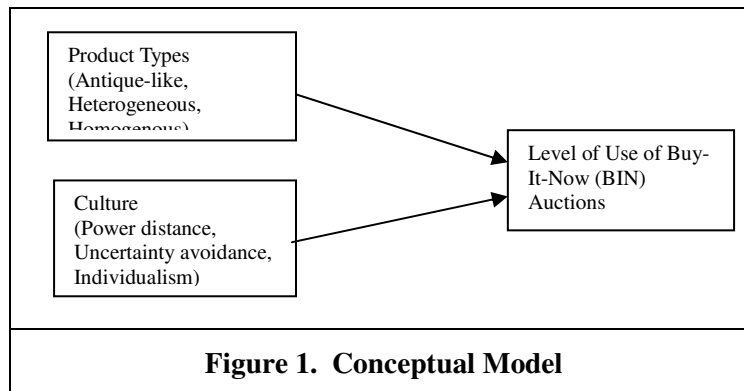 Product Types
(Antique-like,
Heterogeneous,
Homogenous)
Level of Use of Buy-
It-Now (BIN)
Auctions
Culture
(Power distance,
Uncertainty avoidance,
Individualism)
Figure 1. Conceptual Model